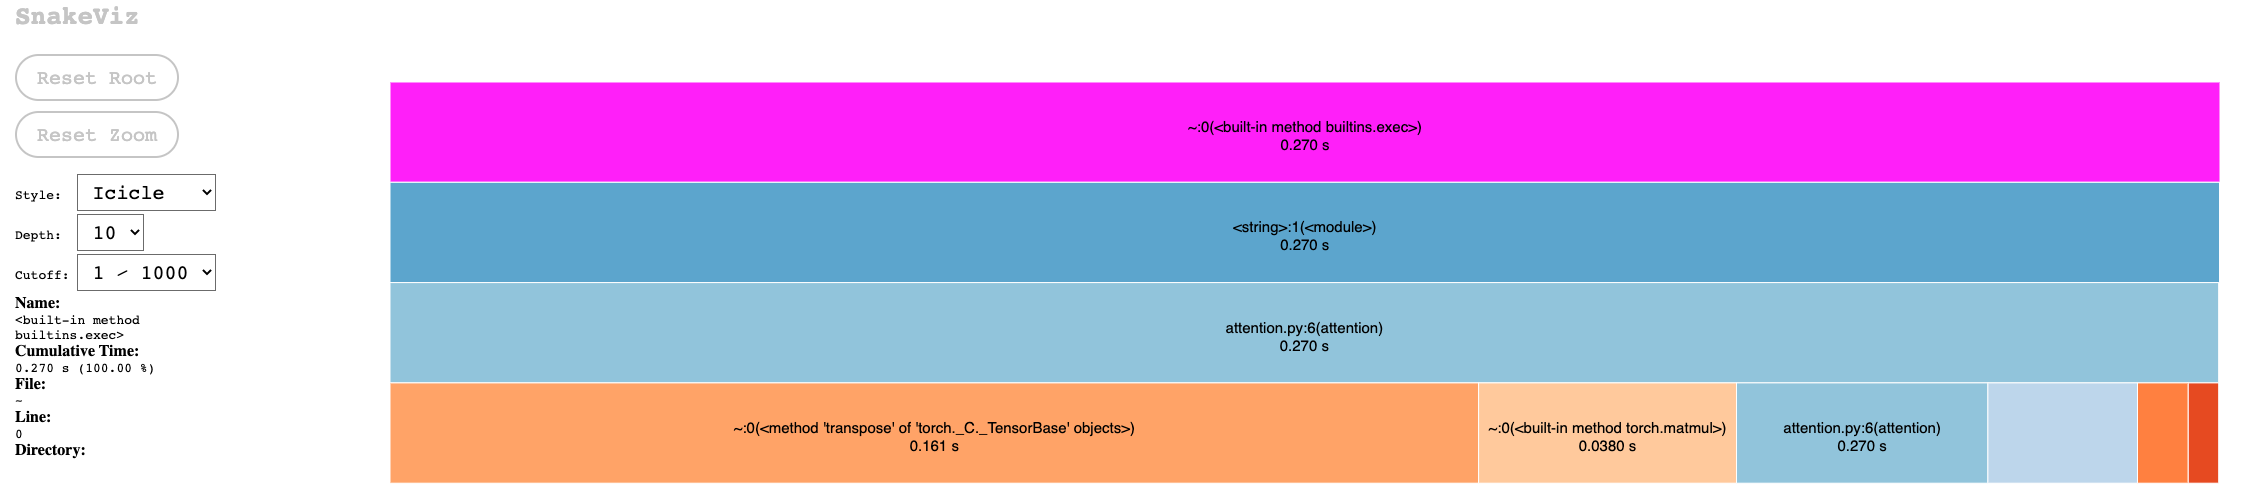 SnakeViz
Reset Root
Reset Zoom
Style: Icicle
Depth: 10
Cutoff: 1 / 1000
Name:
<built-in method
builtins.exec>
Cumulative Time:
0.270 s (100.00 %)
File:
~
Line:
0
Directory:
~:0(<built-in method builtins.exec>)
0.270 s
<string>:1(<module>)
0.270 s
attention.py:6(attention)
0.270 s
~:0(<method 'transpose' of 'torch._C._TensorBase' objects>)
0.161 s
~:0(<built-in method torch.matmul>)
0.0380 s
attention.py:6(attention)
0.270 s